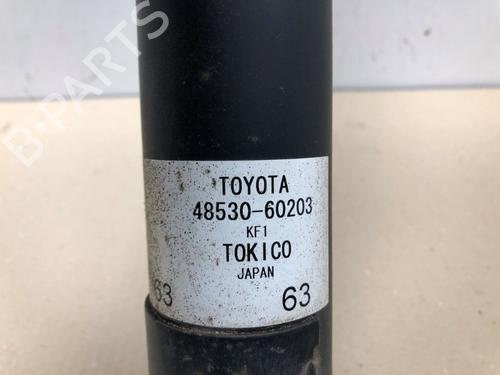 B-PARTS
TOYOTA
48530-60203
KF1
TOKICO
JAPAN
63 63